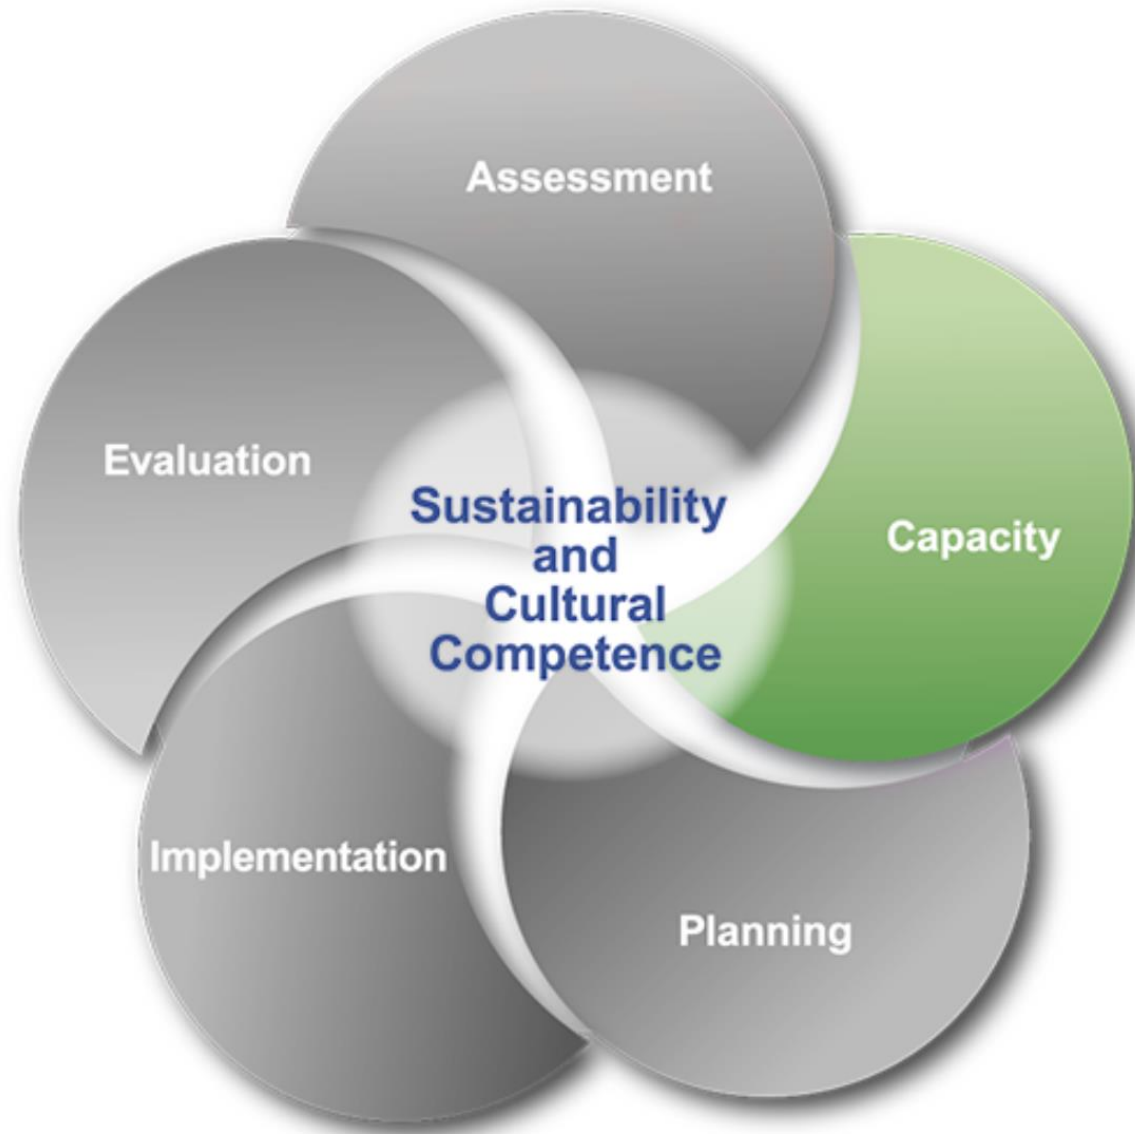 Assessment
Capacity
Planning
Implementation
Evaluation
Sustainability
and
Cultural
Competence